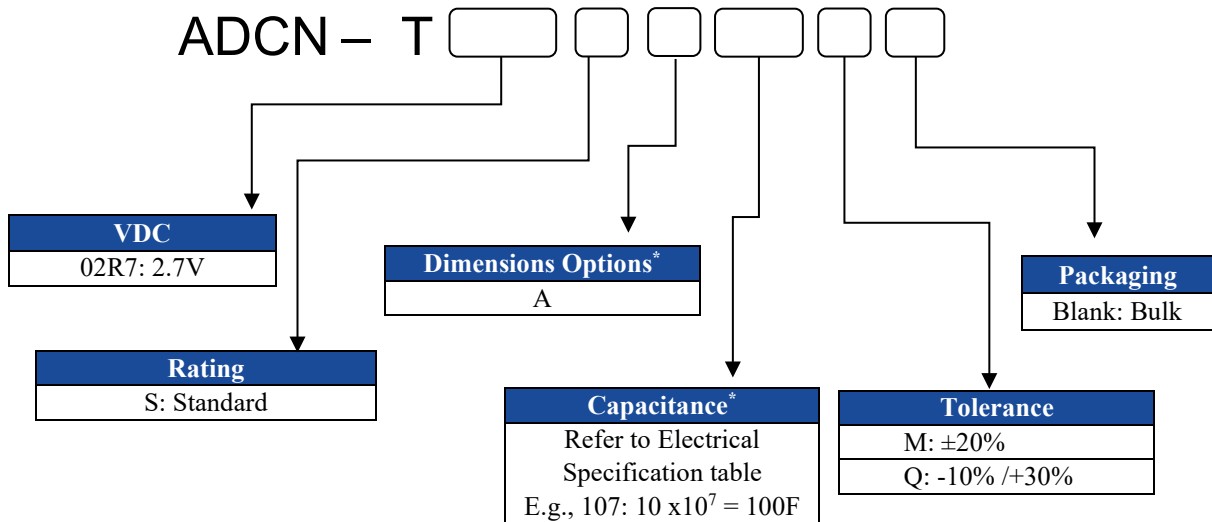 ADCN – T
VDC
02R7: 2.7V
Rating
S: Standard
Dimensions Options*
A
Capacitance*
Refer to Electrical
Specification table
E.g., 107: 10 x10⁷ = 100F
Tolerance
M: ±20%
Q: -10% /+30%
Packaging
Blank: Bulk